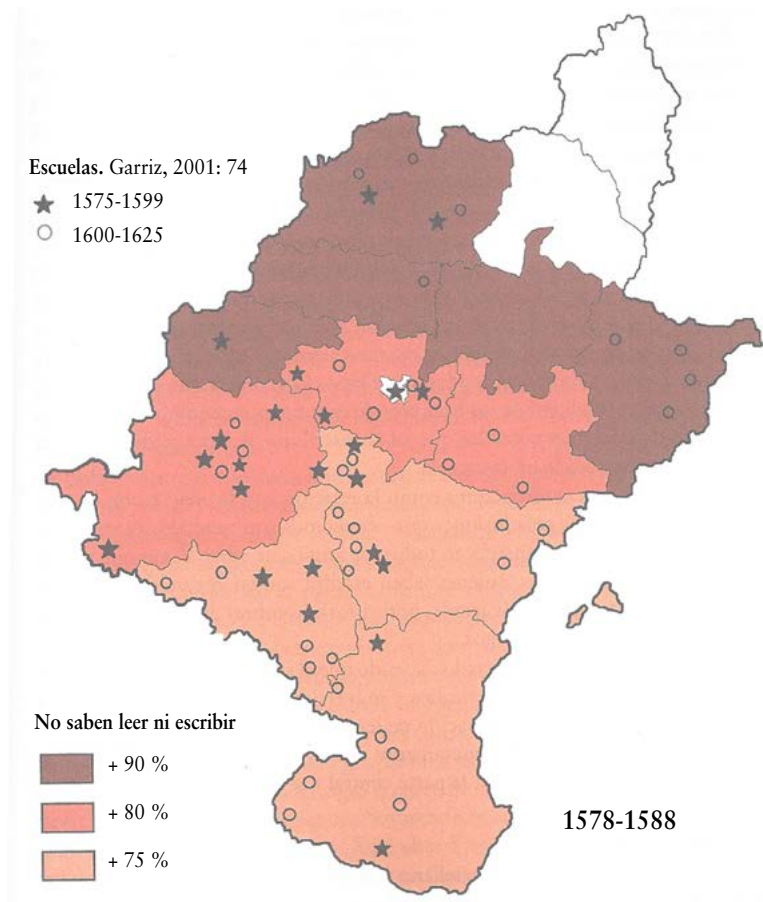 Escuelas. Garriz, 2001: 74
1575-1599
1600-1625
No saben leer ni escribir
+ 90 %
+ 80 %
+ 75 %
1578-1588